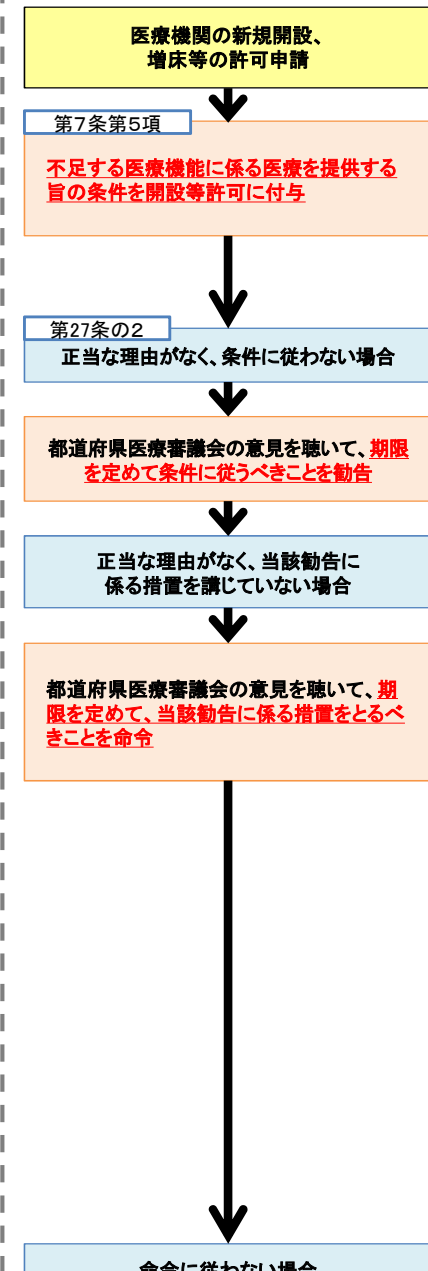 医療機関の新規開設、
増床等の許可申請
第7条第5項
不足する医療機能に係る医療を提供する
旨の条件を開設等許可に付与
第27条の2
正当な理由がなく、条件に従わない場合
都道府県医療審議会の意見を聴いて、期限
を定めて条件に従うべきことを勧告
正当な理由がなく、当該勧告に
係る措置を講じていない場合
都道府県医療審議会の意見を聴いて、期
限を定めて、当該勧告に係る措置をとるべ
きことを命令
命令に従わない場合